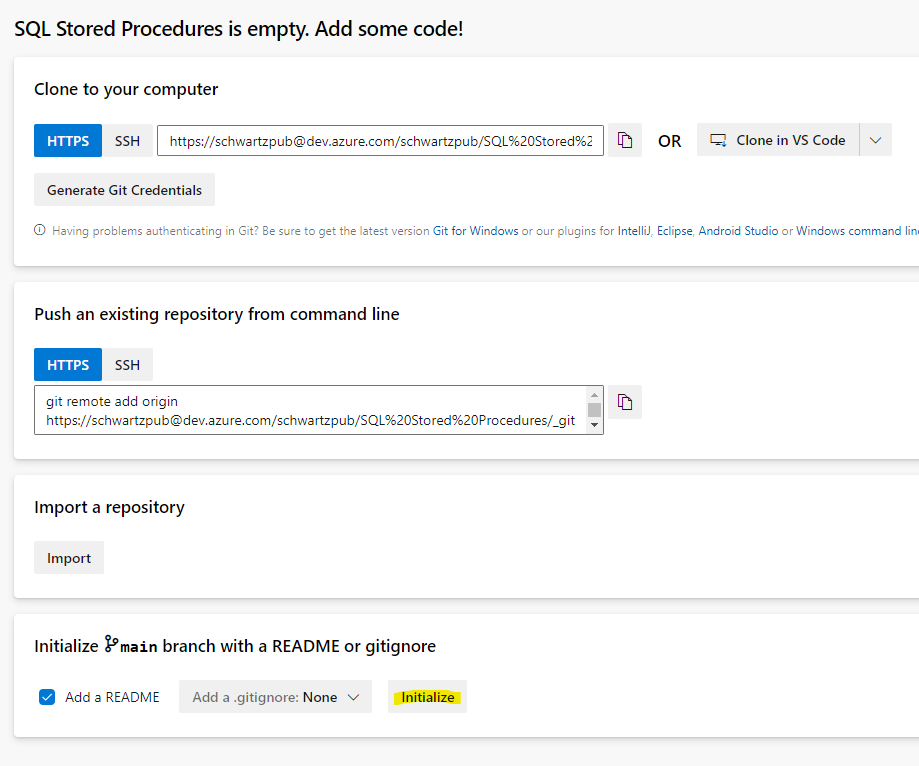 SQL Stored Procedures is empty. Add some code!
Clone to your computer
HTTPS SSH https://schwartzpub@dev.azure.com/schwartzpub/SQL%20Stored%2 OR Clone in VS Code
Generate Git Credentials
Having problems authenticating in Git? Be sure to get the latest version Git for Windows or our plugins for IntelliJ, Eclipse, Android Studio or Windows command line
Push an existing repository from command line
HTTPS SSH
git remote add origin
https://schwartzpub@dev.azure.com/schwartzpub/SQL%20Stored%20Procedures/_git
Import a repository
Import
Initialize main branch with a README or gitignore
Add a README Add a .gitignore: None Initialize